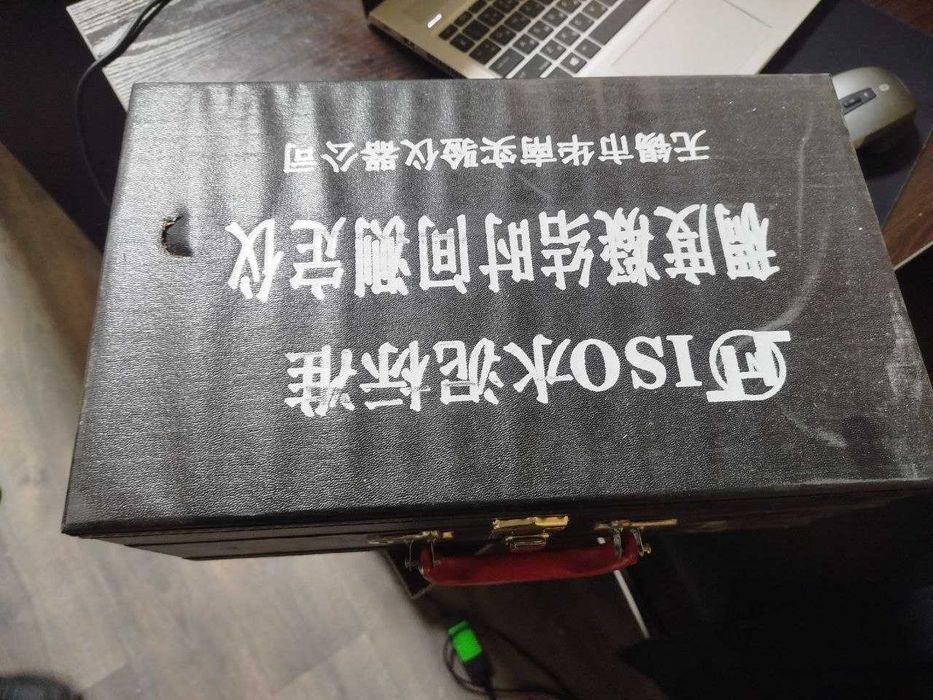 ISO水泥标准
稠度凝结时间测定仪
无锡市华南实验仪器公司